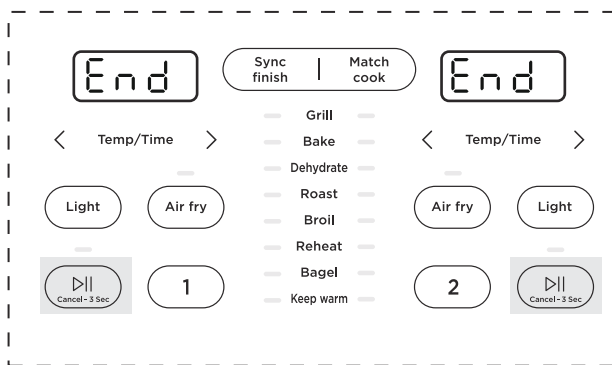 End
Sync finish | Match cook
End
< Temp/Time >
< Temp/Time >
Grill
Bake
Dehydrate
Roast
Broil
Reheat
Bagel
Keep warm
Light
Air fry
Air fry
Light
Cancel - 3 Sec
1
2
Cancel - 3 Sec